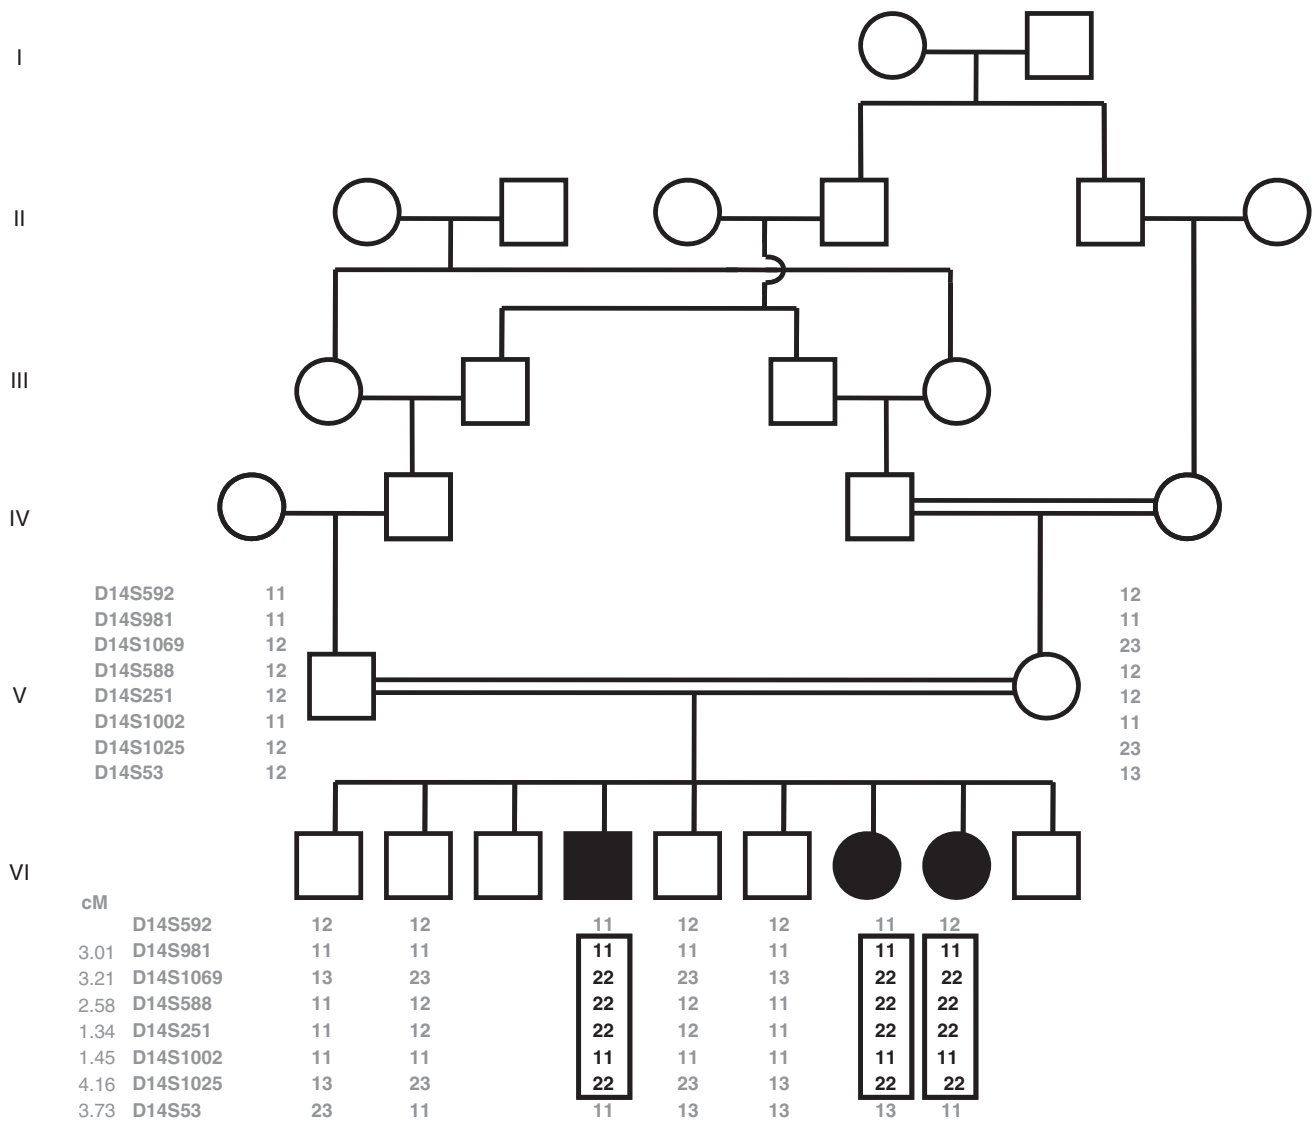 I
II
III
IV
D14S592 11 12
D14S981 11 11
D14S1069 12 23
D14S588 12 12
V D14S251 12 12
D14S1002 11 11
D14S1025 12 23
D14S53 12 13
VI
cM
D14S592 12 12 11 12 12 11 12
3.01 D14S981 11 11 11 11 11 11 11
3.21 D14S1069 13 23 22 23 13 22 22
2.58 D14S588 11 12 22 12 11 22 22
1.34 D14S251 11 12 22 12 11 22 22
1.45 D14S1002 11 11 11 11 11 11 11
4.16 D14S1025 13 23 22 23 13 22 22
3.73 D14S53 23 11 11 13 13 13 11